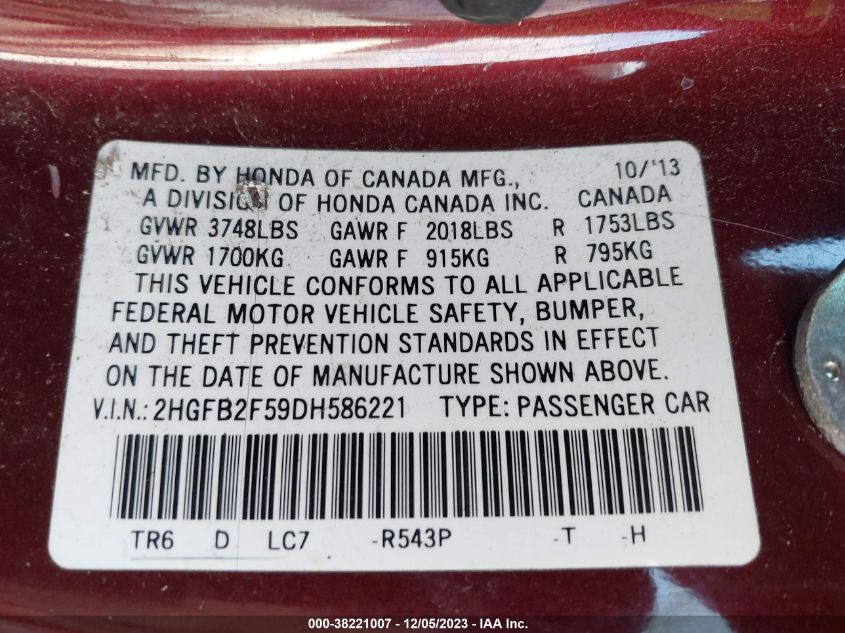 MFD. BY HONDA OF CANADA MFG., 10/'13
A DIVISION OF HONDA CANADA INC. CANADA
GVWR 3748LBS GAWR F 2018LBS R 1753LBS
GVWR 1700KG GAWR F 915KG R 795KG
THIS VEHICLE CONFORMS TO ALL APPLICABLE
FEDERAL MOTOR VEHICLE SAFETY, BUMPER,
AND THEFT PREVENTION STANDARDS IN EFFECT
ON THE DATE OF MANUFACTURE SHOWN ABOVE.
V.I.N.: 2HGFB2F59DH586221 TYPE: PASSENGER CAR
TR6 D LC7 -R543P -T -H
000-38221007 - 12/05/2023 - IAA Inc.